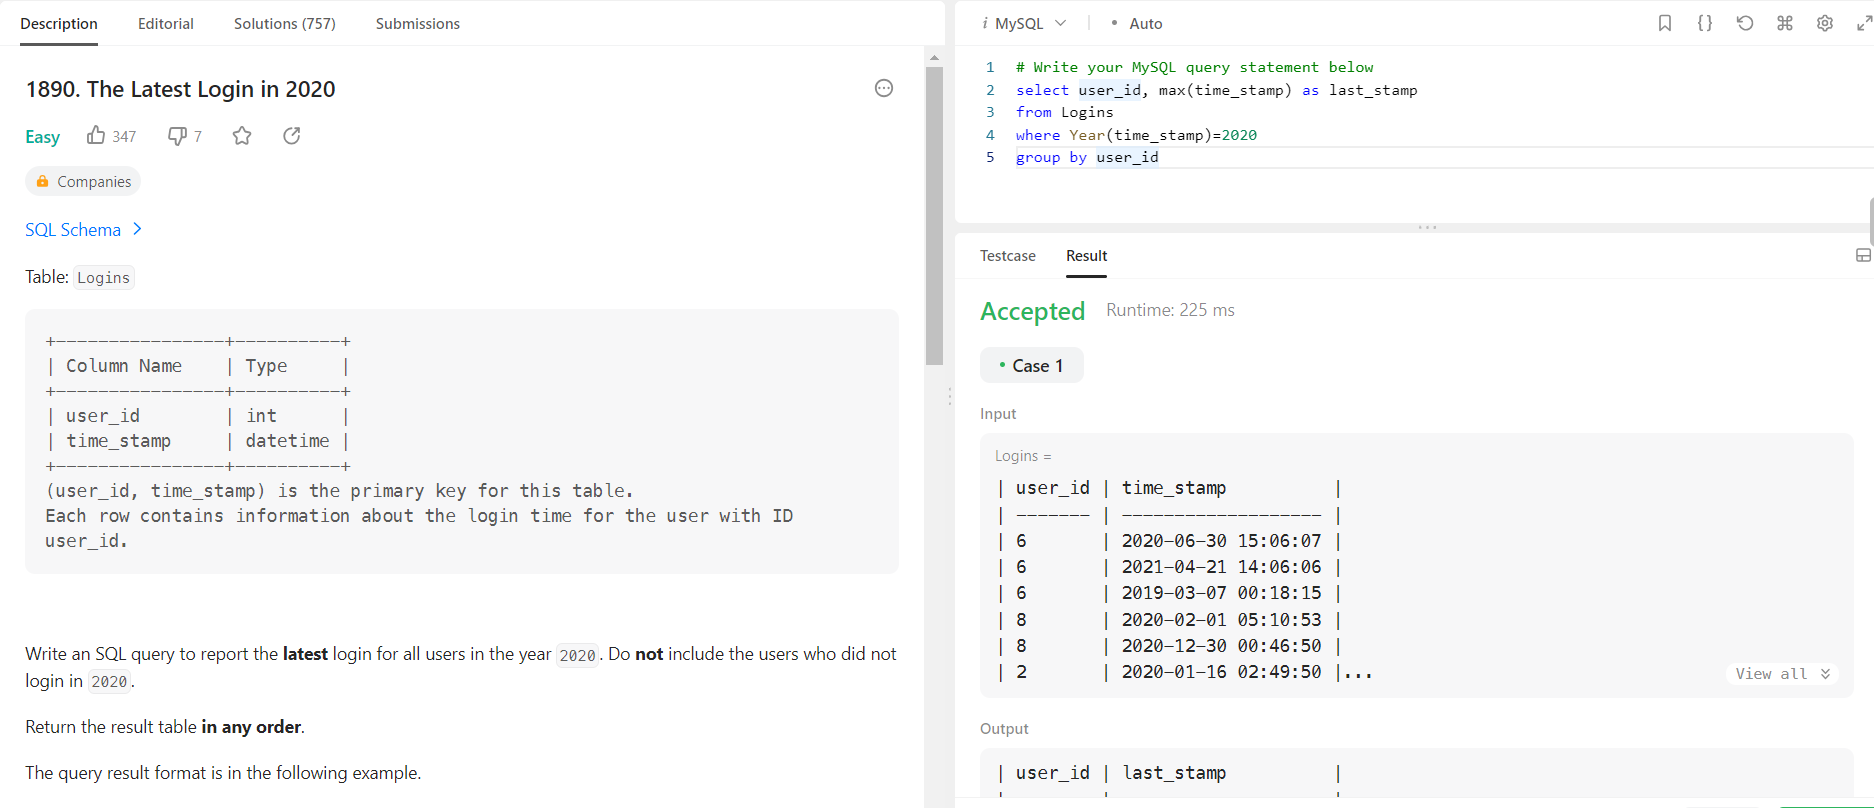 Description Editorial Solutions (757) Submissions
1890. The Latest Login in 2020
Easy 347 7
Companies
SQL Schema
Table: Logins
+----------------+----------+
| Column Name    | Type     |
+----------------+----------+
| user_id        | int      |
| time_stamp     | datetime |
+----------------+----------+
(user_id, time_stamp) is the primary key for this table.
Each row contains information about the login time for the user with ID
user_id.
Write an SQL query to report the latest login for all users in the year 2020. Do not include the users who did not
login in 2020.
Return the result table in any order.
The query result format is in the following example.
i MySQL • Auto
{}
1 # Write your MySQL query statement below
2 select user_id, max(time_stamp) as last_stamp
3 from Logins
4 where Year(time_stamp)=2020
5 group by user_id
Testcase Result
Accepted Runtime: 225 ms
• Case 1
Input
Logins =
| user_id | time_stamp          |
| ------- | ------------------- |
| 6       | 2020-06-30 15:06:07 |
| 6       | 2021-04-21 14:06:06 |
| 6       | 2019-03-07 00:18:15 |
| 8       | 2020-02-01 05:10:53 |
| 8       | 2020-12-30 00:46:50 |
| 2       | 2020-01-16 02:49:50 |...
View all
Output
| user_id | last_stamp          |